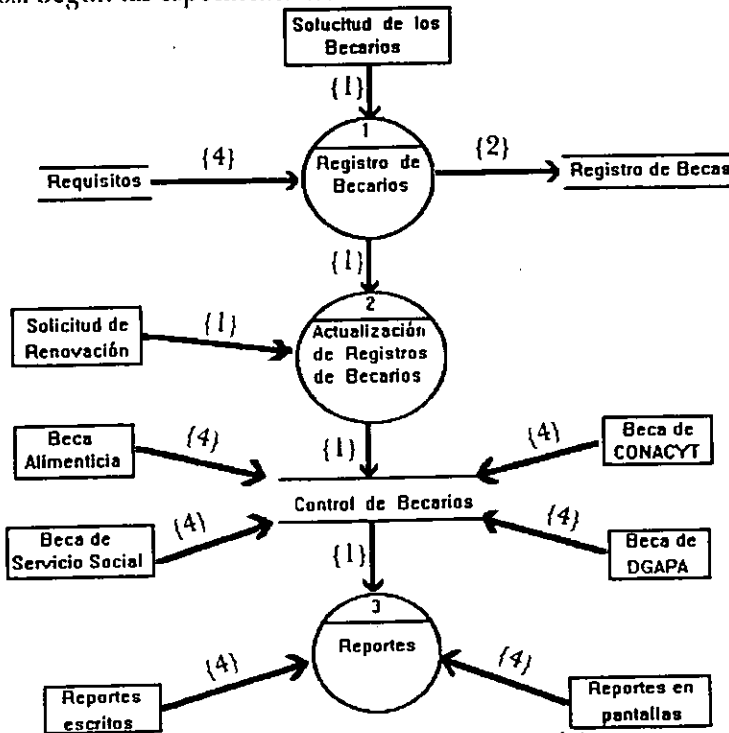 Solucitud de los
Becarios
{1}
1
Registro de
Becarios
{4}
Requisitos
{2}
Registro de Becas
{1}
2
Actualización
de Registros
de Becarios
Solicitud de
Renovación
{1}
Beca
Alimenticia
{4}
{1}
{4}
Beca de
CONACYT
Control de Becarios
Beca de
Servicio Social
{4}
{1}
{4}
Beca de
DGAPA
3
Reportes
{4}
Reportes
escritos
{4}
Reportes en
pantallas